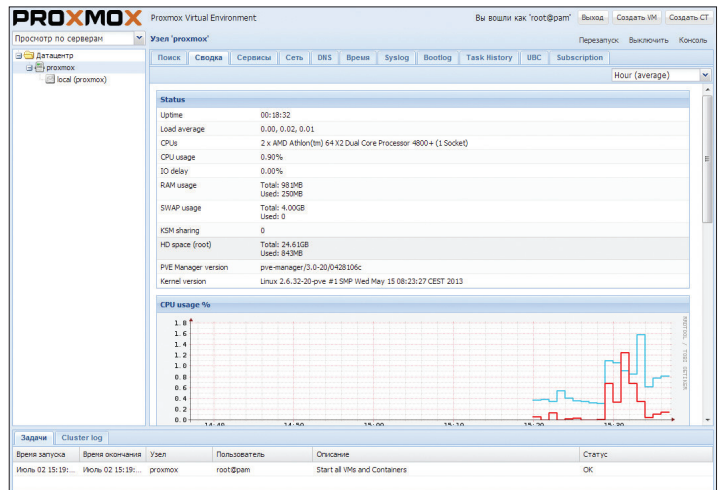 PROXMOX Proxmox Virtual Environment Вы вошли как 'root@pam' Выход Создать VM Создать CT
Просмотр по серверам Узел 'proxmox' Перезапуск Выключить Консоль
Датацентр
proxmox
local (proxmox)
Поиск Сводка Сервисы Сеть DNS Время Syslog Bootlog Task History UBC Subscription
Hour (average)
Status
Uptime 00:18:32
Load average 0.00, 0.02, 0.01
CPUs 2 x AMD Athlon(tm) 64 X2 Dual Core Processor 4800+ (1 Socket)
CPU usage 0.90%
IO delay 0.00%
RAM usage Total: 981MB
Used: 250MB
SWAP usage Total: 4.00GB
Used: 0
KSM sharing 0
HD space (root) Total: 24.61GB
Used: 843MB
PVE Manager version pve-manager/3.0-20/0428106c
Kernel version Linux 2.6.32-20-pve #1 SMP Wed May 15 08:23:27 CEST 2013
CPU usage %
1.8
1.6
1.4
1.2
1.0
0.8
0.6
0.4
0.2
0.0
14:40 14:50 15:00 15:10 15:20 15:30
RRDTOOL / TOBI OETIKER
Задачи Cluster log
Время запуска Время окончания Узел Пользователь Описание Статус
Июль 02 15:19:... Июль 02 15:19:... proxmox root@pam Start all VMs and Containers OK